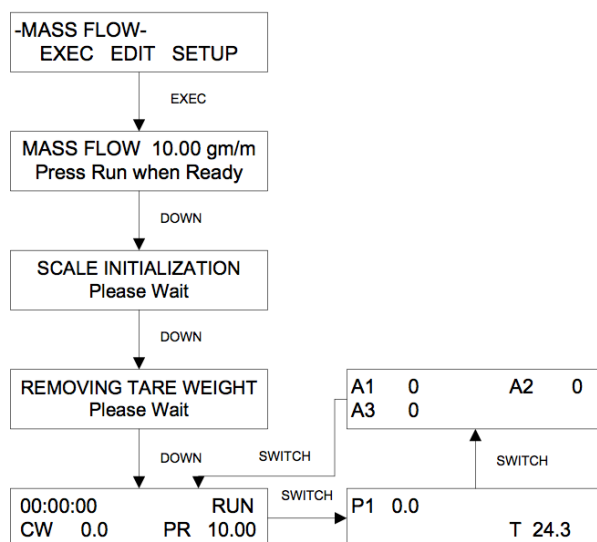 -MASS FLOW-
EXEC EDIT SETUP
EXEC
MASS FLOW 10.00 gm/m
Press Run when Ready
DOWN
SCALE INITIALIZATION
Please Wait
DOWN
REMOVING TARE WEIGHT
Please Wait
A1 0 A2 0
A3 0
DOWN
SWITCH
SWITCH
00:00:00 RUN
CW 0.0 PR 10.00
SWITCH
P1 0.0
T 24.3